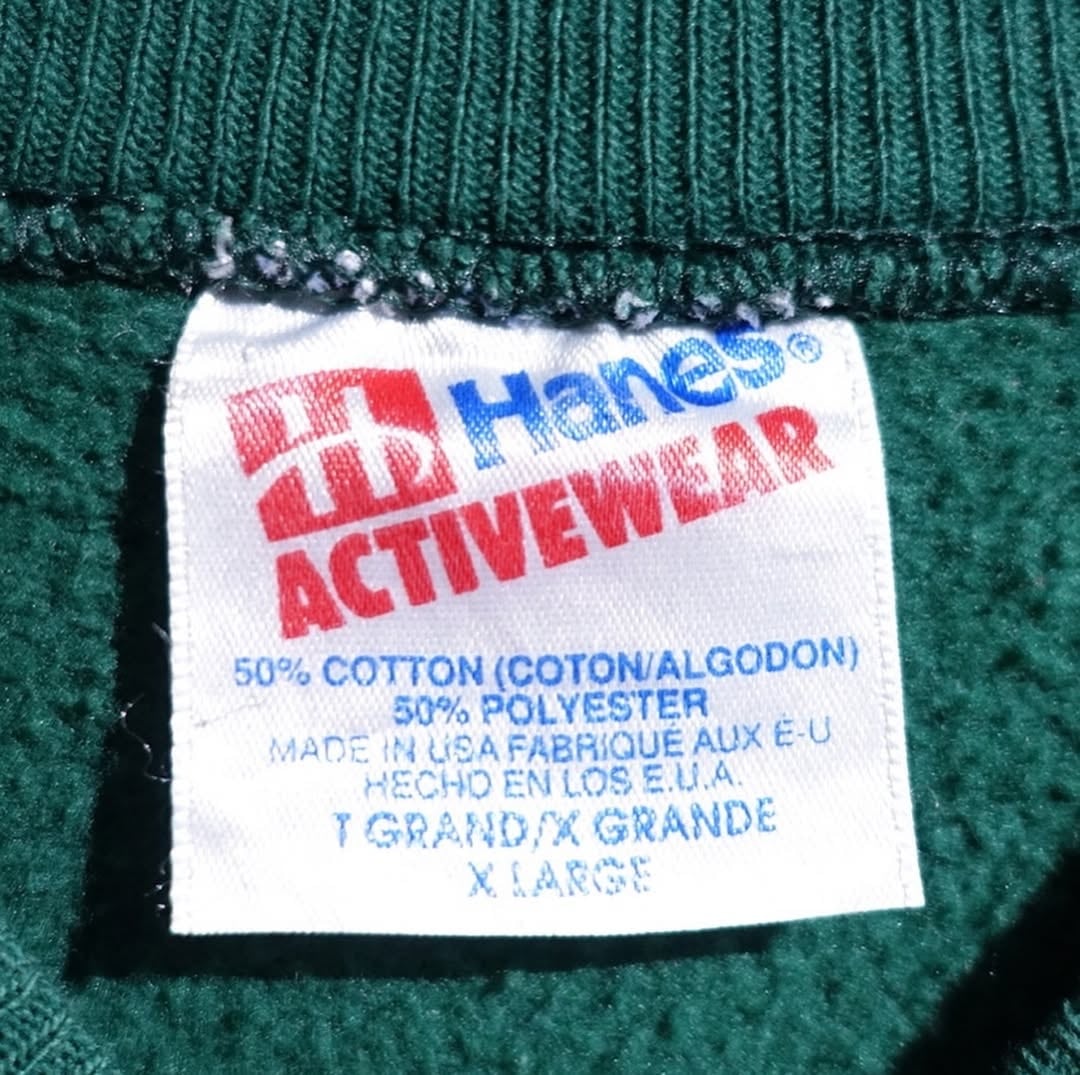 Hanes®
ACTIVEWEAR
50% COTTON (COTON/ALGODON)
50% POLYESTER
MADE IN USA FABRIQUÉ AUX É-U
HECHO EN LOS E.U.A.
T GRAND/X GRANDE
X LARGE